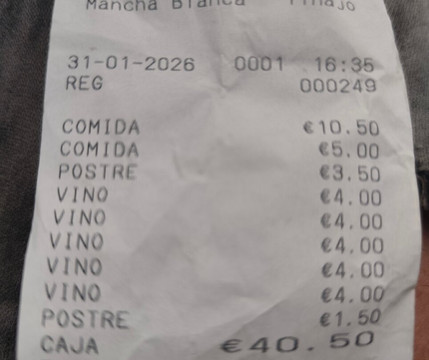 Mancha Blanca Tinajo
31-01-2026 0001 16:35
REG 000249
COMIDA €10.50
COMIDA €5.00
POSTRE €3.50
VINO €4.00
VINO €4.00
VINO €4.00
VINO €4.00
VINO €4.00
POSTRE €1.50
CAJA €40.50